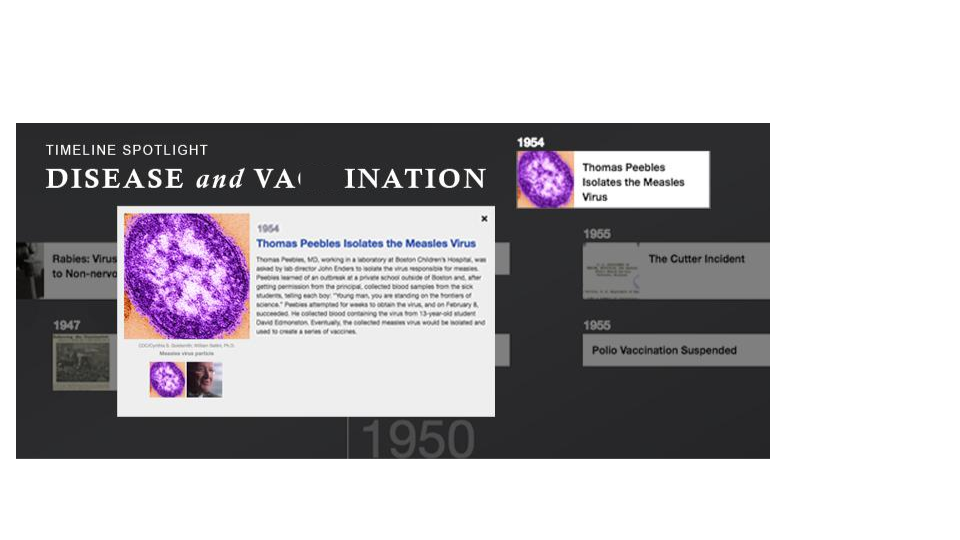 TIMELINE SPOTLIGHT
DISEASE and VA INATION
1954
Thomas Peebles
Isolates the Measles
Virus
1954
Thomas Peebles Isolates the Measles Virus
Thomas Peebles, MD, working in a laboratory at Boston Children's Hospital, was
asked by lab director John Enders to isolate the virus responsible for measles.
Peebles learned of an outbreak at a private school outside of Boston and, after
getting permission from the principal, collected blood samples from the sick
students, telling each boy: "Young man, you are standing on the frontiers of
science." Peebles attempted for weeks to obtain the virus, and on February 8,
succeeded. He collected blood containing the virus from 13-year-old student
David Edmonston. Eventually, the collected measles virus would be isolated and
used to create a series of vaccines.
Measles virus particle
Rabies: Virus
to Non-nervo
1947
1955
The Cutter Incident
1955
Polio Vaccination Suspended
1950